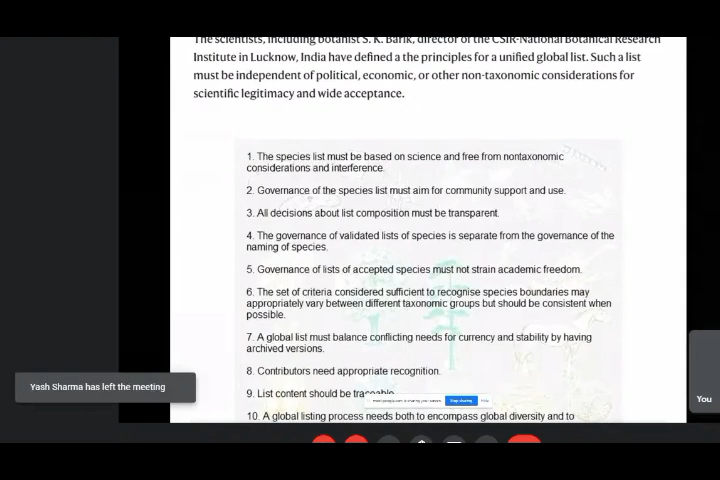 The scientists, including botanist S. K. Barik, director of the CSIR-National Botanical Research
Institute in Lucknow, India have defined a the principles for a unified global list. Such a list
must be independent of political, economic, or other non-taxonomic considerations for
scientific legitimacy and wide acceptance.
1. The species list must be based on science and free from nontaxonomic
considerations and interference.
2. Governance of the species list must aim for community support and use.
3. All decisions about list composition must be transparent.
4. The governance of validated lists of species is separate from the governance of the
naming of species.
5. Governance of lists of accepted species must not strain academic freedom.
6. The set of criteria considered sufficient to recognise species boundaries may
appropriately vary between different taxonomic groups but should be consistent when
possible.
7. A global list must balance conflicting needs for currency and stability by having
archived versions.
8. Contributors need appropriate recognition.
9. List content should be traceable.
10. A global listing process needs both to encompass global diversity and to
Yash Sharma has left the meeting
Stop sharing
Hide
You